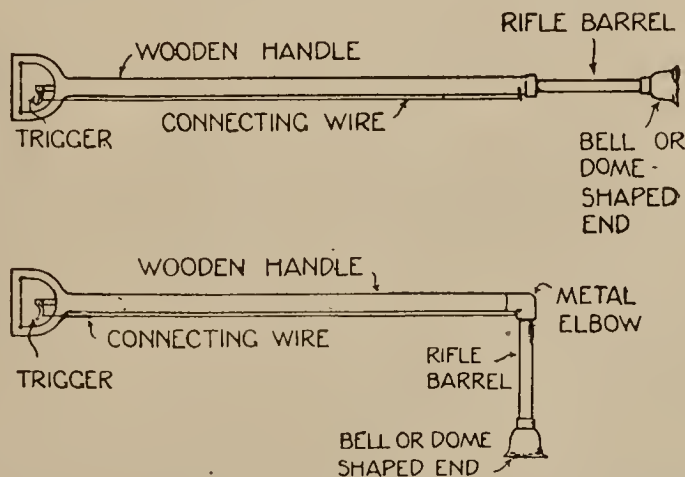 RIFLE BARREL
WOODEN HANDLE
CONNECTING WIRE
TRIGGER
BELL OR
DOME-
SHAPED
END
WOODEN HANDLE
METAL
ELBOW
CONNECTING WIRE
TRIGGER
RIFLE
BARREL
BELL OR DOME
SHAPED END